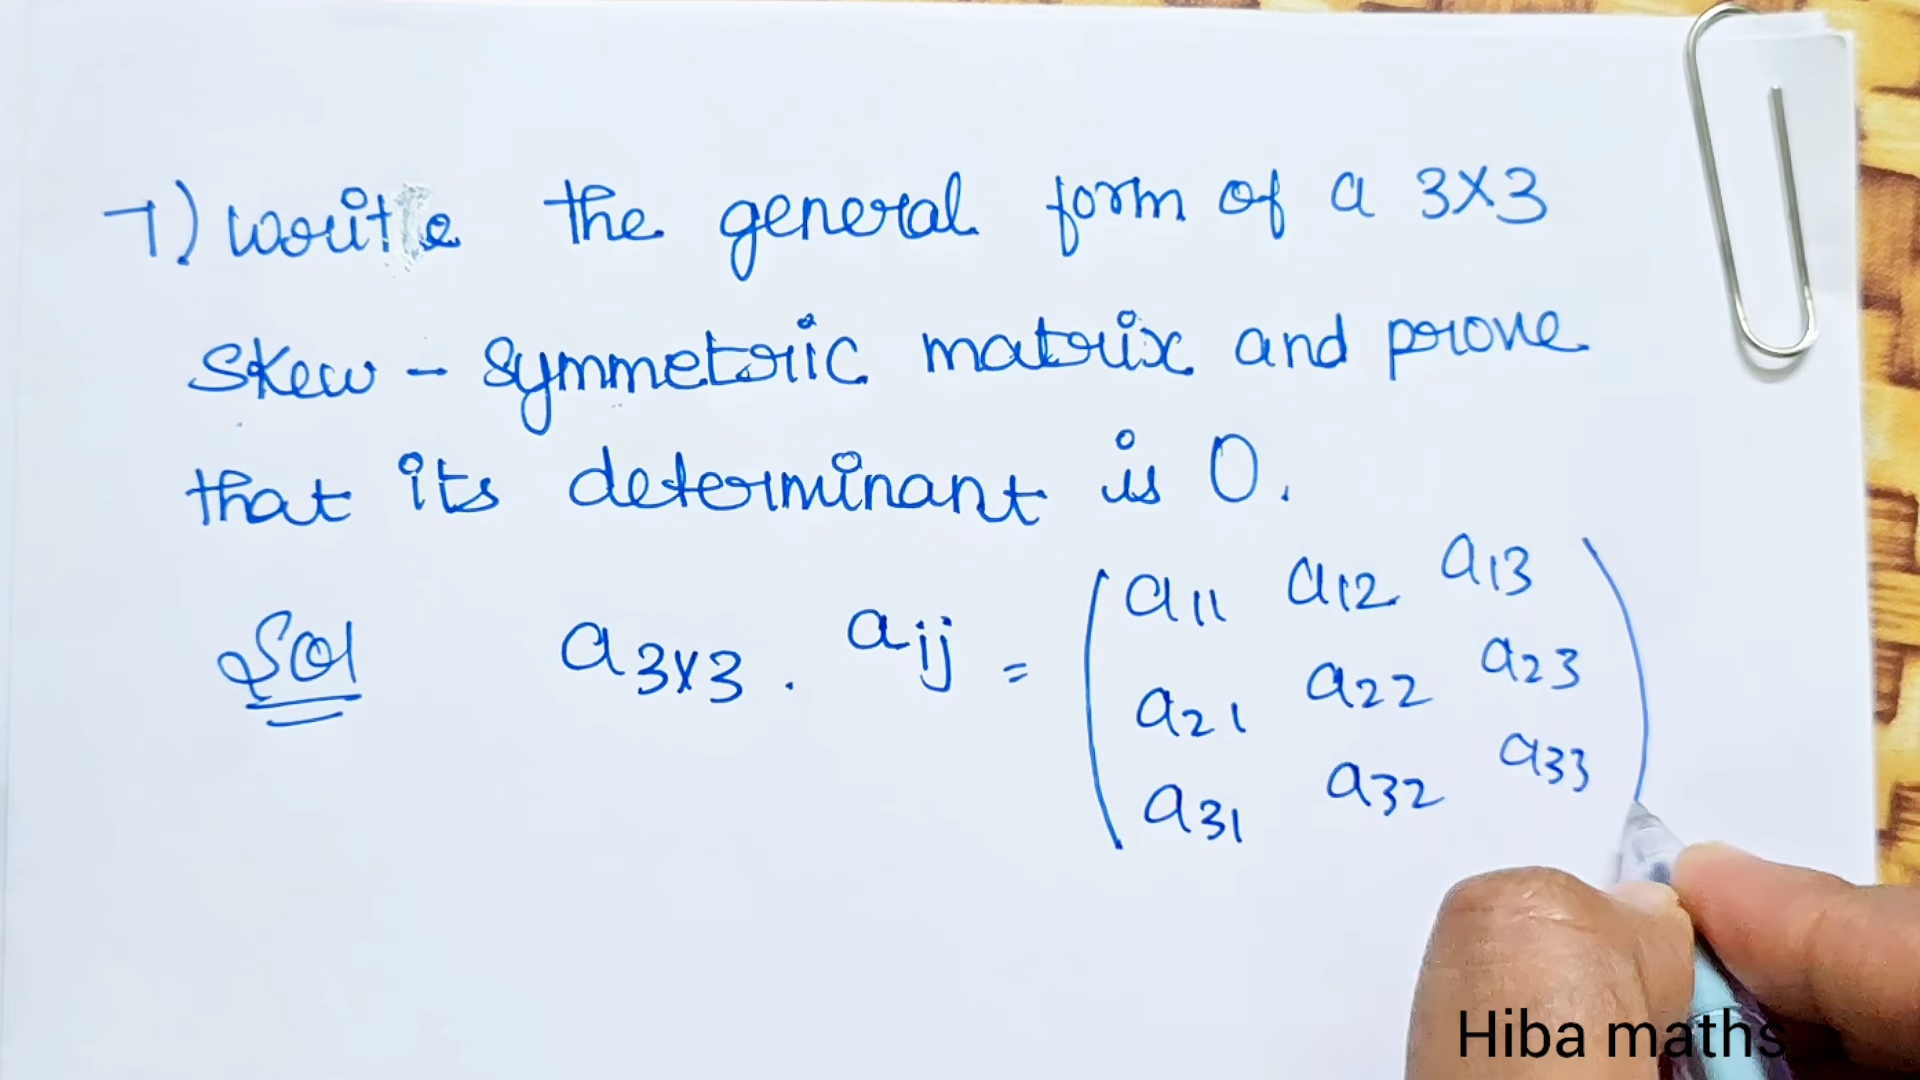 7) Write the general form of a 3×3
Skew - Symmetric matrix and prove
that its determinant is 0.
Sol a3×3 . aij = ( a11 a12 a13
a21 a22 a23
a31 a32 a33 )
Hiba maths